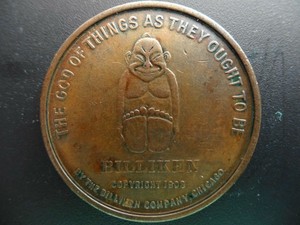 THE GOD OF THINGS AS THEY OUGHT TO BE
BILLIKEN
COPYRIGHT 1908
BY THE BILLIKEN COMPANY, CHICAGO.